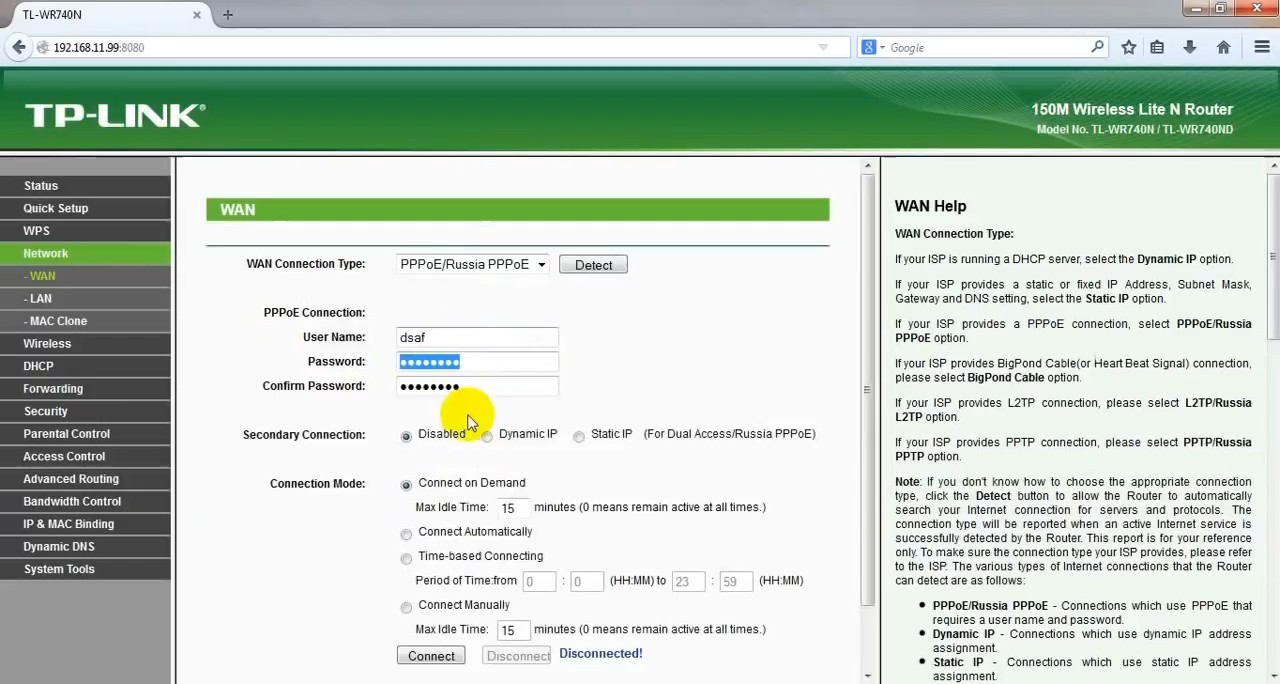 TL-WR740N
192.168.11.99:8080
Google
TP-LINK®
150M Wireless Lite N Router
Model No. TL-WR740N / TL-WR740ND
Status
Quick Setup
WPS
Network
- WAN
- LAN
- MAC Clone
Wireless
DHCP
Forwarding
Security
Parental Control
Access Control
Advanced Routing
Bandwidth Control
IP & MAC Binding
Dynamic DNS
System Tools
WAN
WAN Connection Type: PPPoE/Russia PPPoE Detect
PPPoE Connection:
User Name: dsaf
Password: ••••••••
Confirm Password: ••••••••
Secondary Connection: Disabled Dynamic IP Static IP (For Dual Access/Russia PPPoE)
Connection Mode: Connect on Demand
Max Idle Time: 15 minutes (0 means remain active at all times.)
Connect Automatically
Time-based Connecting
Period of Time:from 0 : 0 (HH:MM) to 23 : 59 (HH:MM)
Connect Manually
Max Idle Time: 15 minutes (0 means remain active at all times.)
Connect Disconnect Disconnected!
WAN Help
WAN Connection Type:
If your ISP is running a DHCP server, select the Dynamic IP option.
If your ISP provides a static or fixed IP Address, Subnet Mask,
Gateway and DNS setting, select the Static IP option.
If your ISP provides a PPPoE connection, select PPPoE/Russia
PPPoE option.
If your ISP provides BigPond Cable(or Heart Beat Signal) connection,
please select BigPond Cable option.
If your ISP provides L2TP connection, please select L2TP/Russia
L2TP option.
If your ISP provides PPTP connection, please select PPTP/Russia
PPTP option.
Note: If you don't know how to choose the appropriate connection
type, click the Detect button to allow the Router to automatically
search your Internet connection for servers and protocols. The
connection type will be reported when an active Internet service is
successfully detected by the Router. This report is for your reference
only. To make sure the connection type your ISP provides, please refer
to the ISP. The various types of Internet connections that the Router
can detect are as follows:
• PPPoE/Russia PPPoE - Connections which use PPPoE that
requires a user name and password.
• Dynamic IP - Connections which use dynamic IP address
assignment.
• Static IP - Connections which use static IP address
assignment.